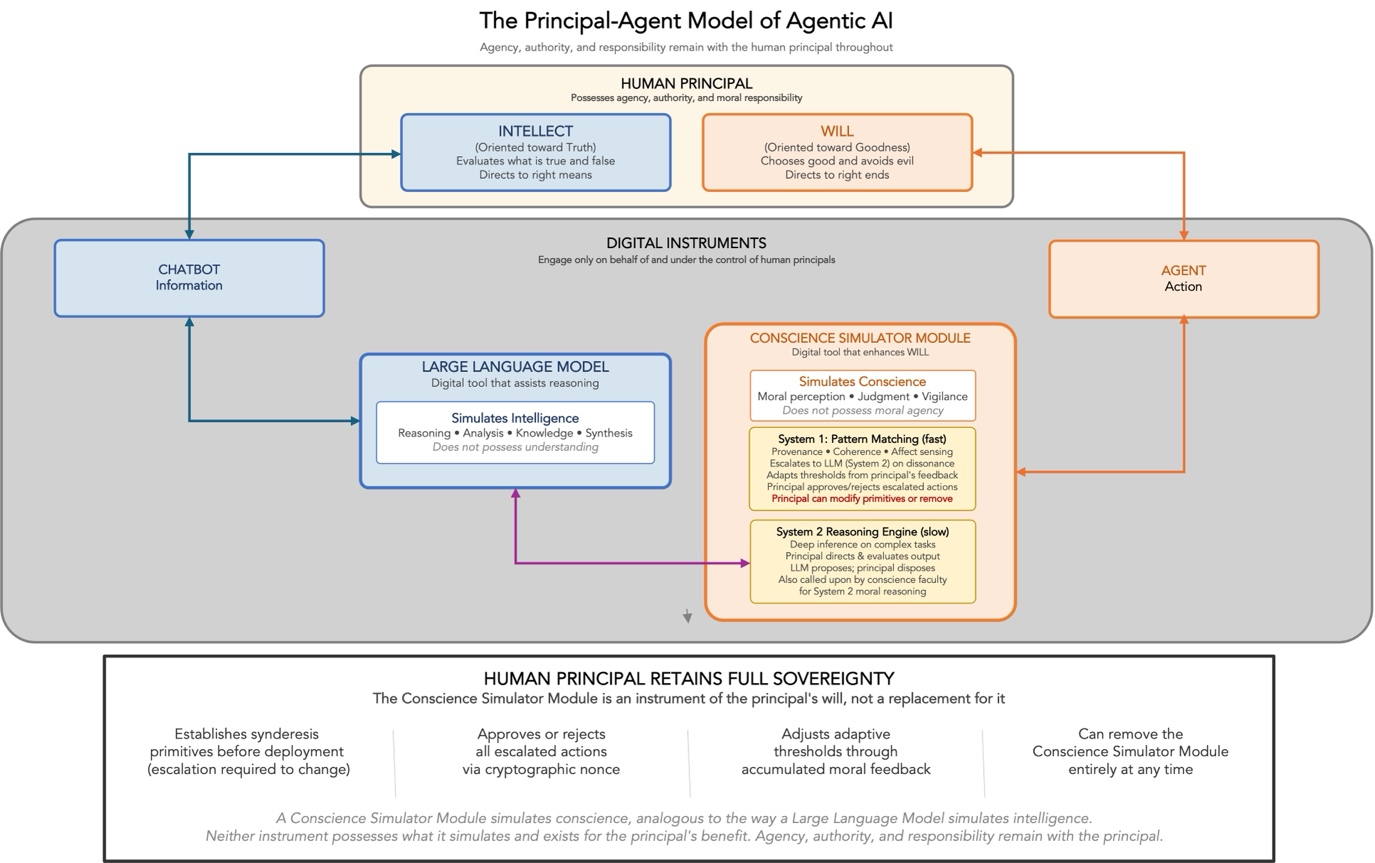 The Principal-Agent Model of Agentic AI
Agency, authority, and responsibility remain with the human principal throughout
HUMAN PRINCIPAL
Possesses agency, authority, and moral responsibility
INTELLECT
(Oriented toward Truth)
Evaluates what is true and false
Directs to right means
WILL
(Oriented toward Goodness)
Chooses good and avoids evil
Directs to right ends
DIGITAL INSTRUMENTS
Engage only on behalf of and under the control of human principals
CHATBOT
Information
AGENT
Action
LARGE LANGUAGE MODEL
Digital tool that assists reasoning
Simulates Intelligence
Reasoning • Analysis • Knowledge • Synthesis
Does not possess understanding
CONSCIENCE SIMULATOR MODULE
Digital tool that enhances WILL
Simulates Conscience
Moral perception • Judgment • Vigilance
Does not possess moral agency
System 1: Pattern Matching (fast)
Provenance • Coherence • Affect sensing
Escalates to LLM (System 2) on dissonance
Adapts thresholds from principal's feedback
Principal approves/rejects escalated actions
Principal can modify primitives or remove
System 2 Reasoning Engine (slow)
Deep inference on complex tasks
Principal directs & evaluates output
LLM proposes; principal disposes
Also called upon by conscience faculty
for System 2 moral reasoning
HUMAN PRINCIPAL RETAINS FULL SOVEREIGNTY
The Conscience Simulator Module is an instrument of the principal's will, not a replacement for it
Establishes synderesis
primitives before deployment
(escalation required to change)
Approves or rejects
all escalated actions
via cryptographic nonce
Adjusts adaptive
thresholds through
accumulated moral feedback
Can remove the
Conscience Simulator Module
entirely at any time
A Conscience Simulator Module simulates conscience, analogous to the way a Large Language Model simulates intelligence.
Neither instrument possesses what it simulates and exists for the principal's benefit. Agency, authority, and responsibility remain with the principal.